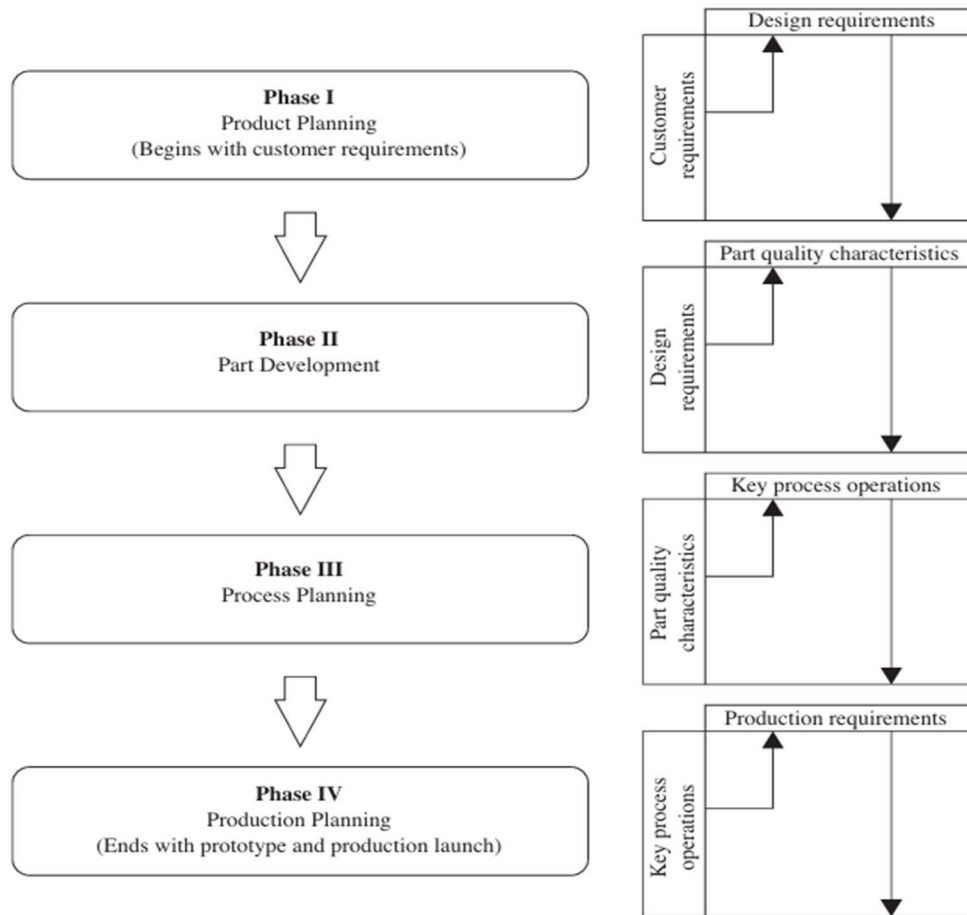 Phase I
Product Planning
(Begins with customer requirements)
Design requirements
Customer
requirements
Phase II
Part Development
Part quality characteristics
Design
requirements
Phase III
Process Planning
Key process operations
Part quality
characteristics
Phase IV
Production Planning
(Ends with prototype and production launch)
Production requirements
Key process
operations